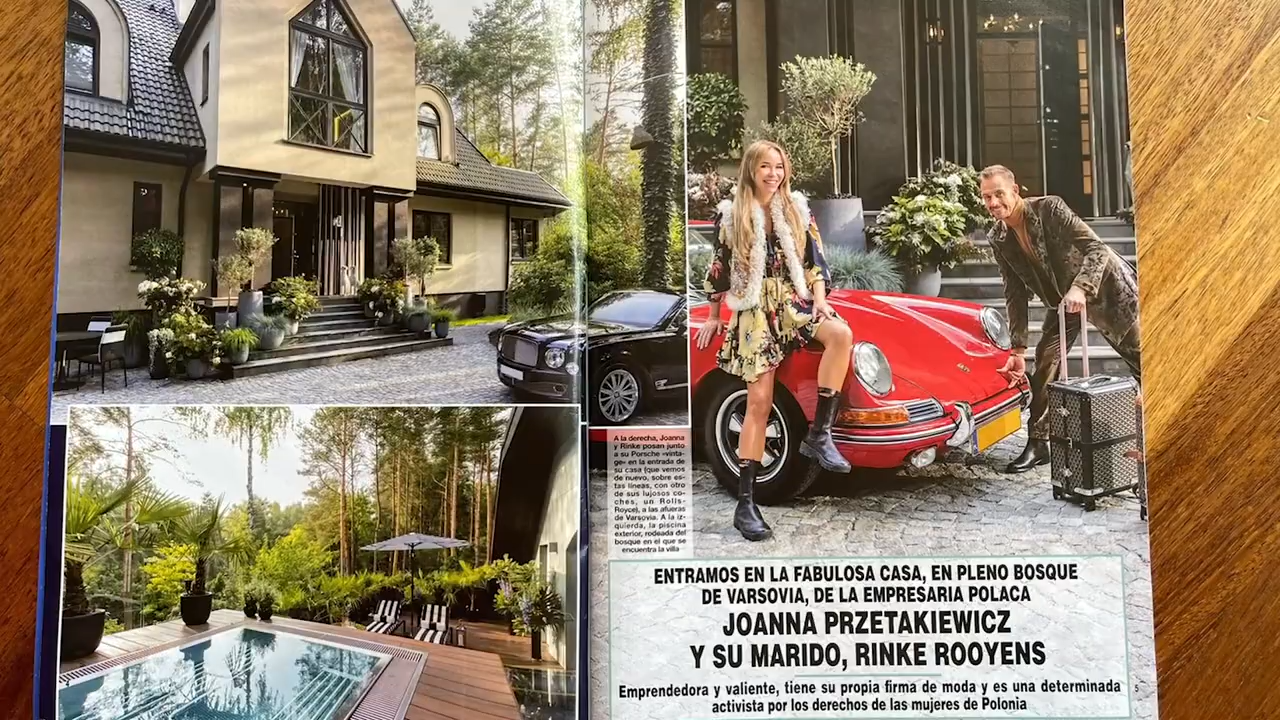 A la derecha, Joanna
y Rinke posan junto
a su Porsche «vinta-
ge» en la entrada de
su casa (que vemos
de nuevo, sobre es-
tas líneas, con otro
de sus lujosos co-
ches, un Rolls-
Royce), a las afueras
de Varsovia. A la iz-
quierda, la piscina
exterior, rodeada del
bosque en el que se
encuentra la villa
ENTRAMOS EN LA FABULOSA CASA, EN PLENO BOSQUE
DE VARSOVIA, DE LA EMPRESARIA POLACA
JOANNA PRZETAKIEWICZ
Y SU MARIDO, RINKE ROOYENS
Emprendedora y valiente, tiene su propia firma de moda y es una determinada
activista por los derechos de las mujeres de Polonia
5